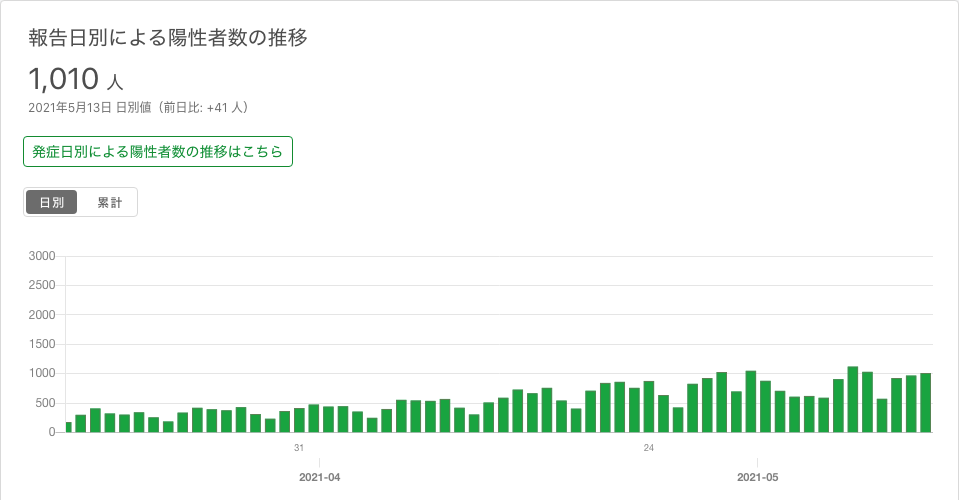 報告日別による陽性者数の推移
1,010 人
2021年5月13日 日別値（前日比: +41 人）
発症日別による陽性者数の推移はこちら
日別 累計
3000
2500
2000
1500
1000
500
0
31 24
2021-04 2021-05